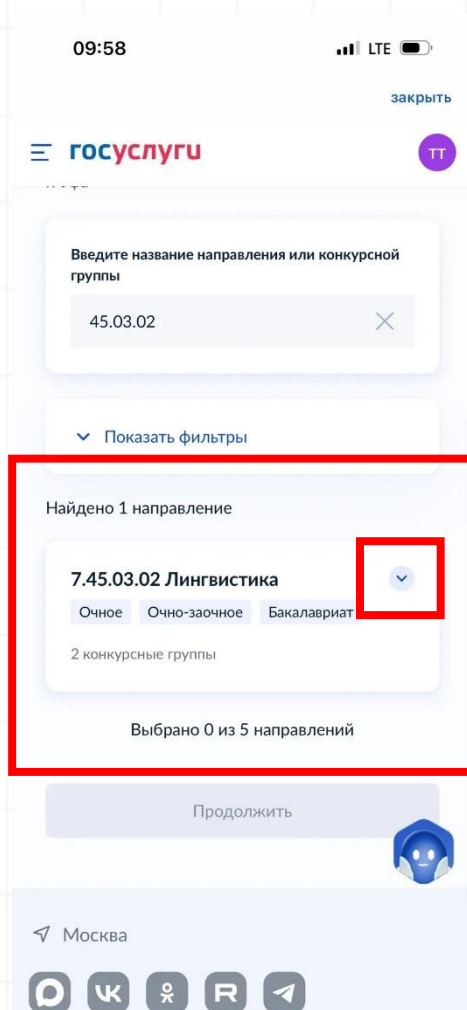 09:58
LTE
закрыть
госуслуги
ТТ
Введите название направления или конкурсной
группы
45.03.02
Показать фильтры
Найдено 1 направление
7.45.03.02 Лингвистика
Очное Очно-заочное Бакалавриат
2 конкурсные группы
Выбрано 0 из 5 направлений
Продолжить
Москва